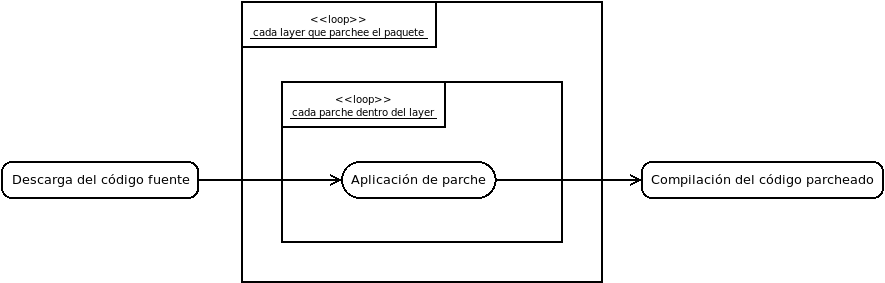 <<loop>>
cada layer que parchee el paquete
<<loop>>
cada parche dentro del layer
Descarga del código fuente
Aplicación de parche
Compilación del código parcheado